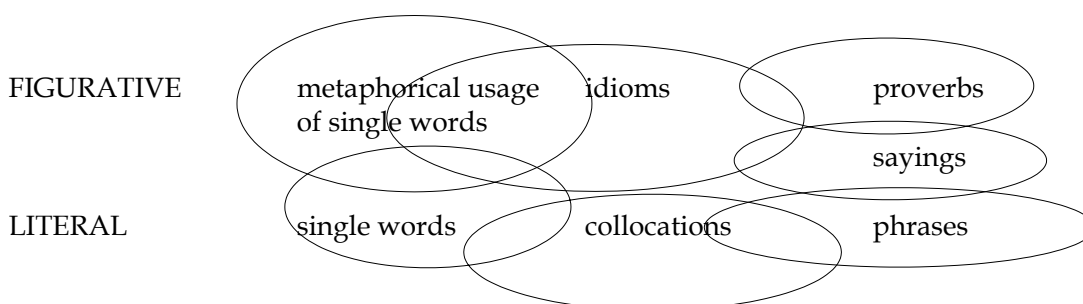 FIGURATIVE metaphorical usage idioms proverbs
of single words
sayings
LITERAL single words collocations phrases